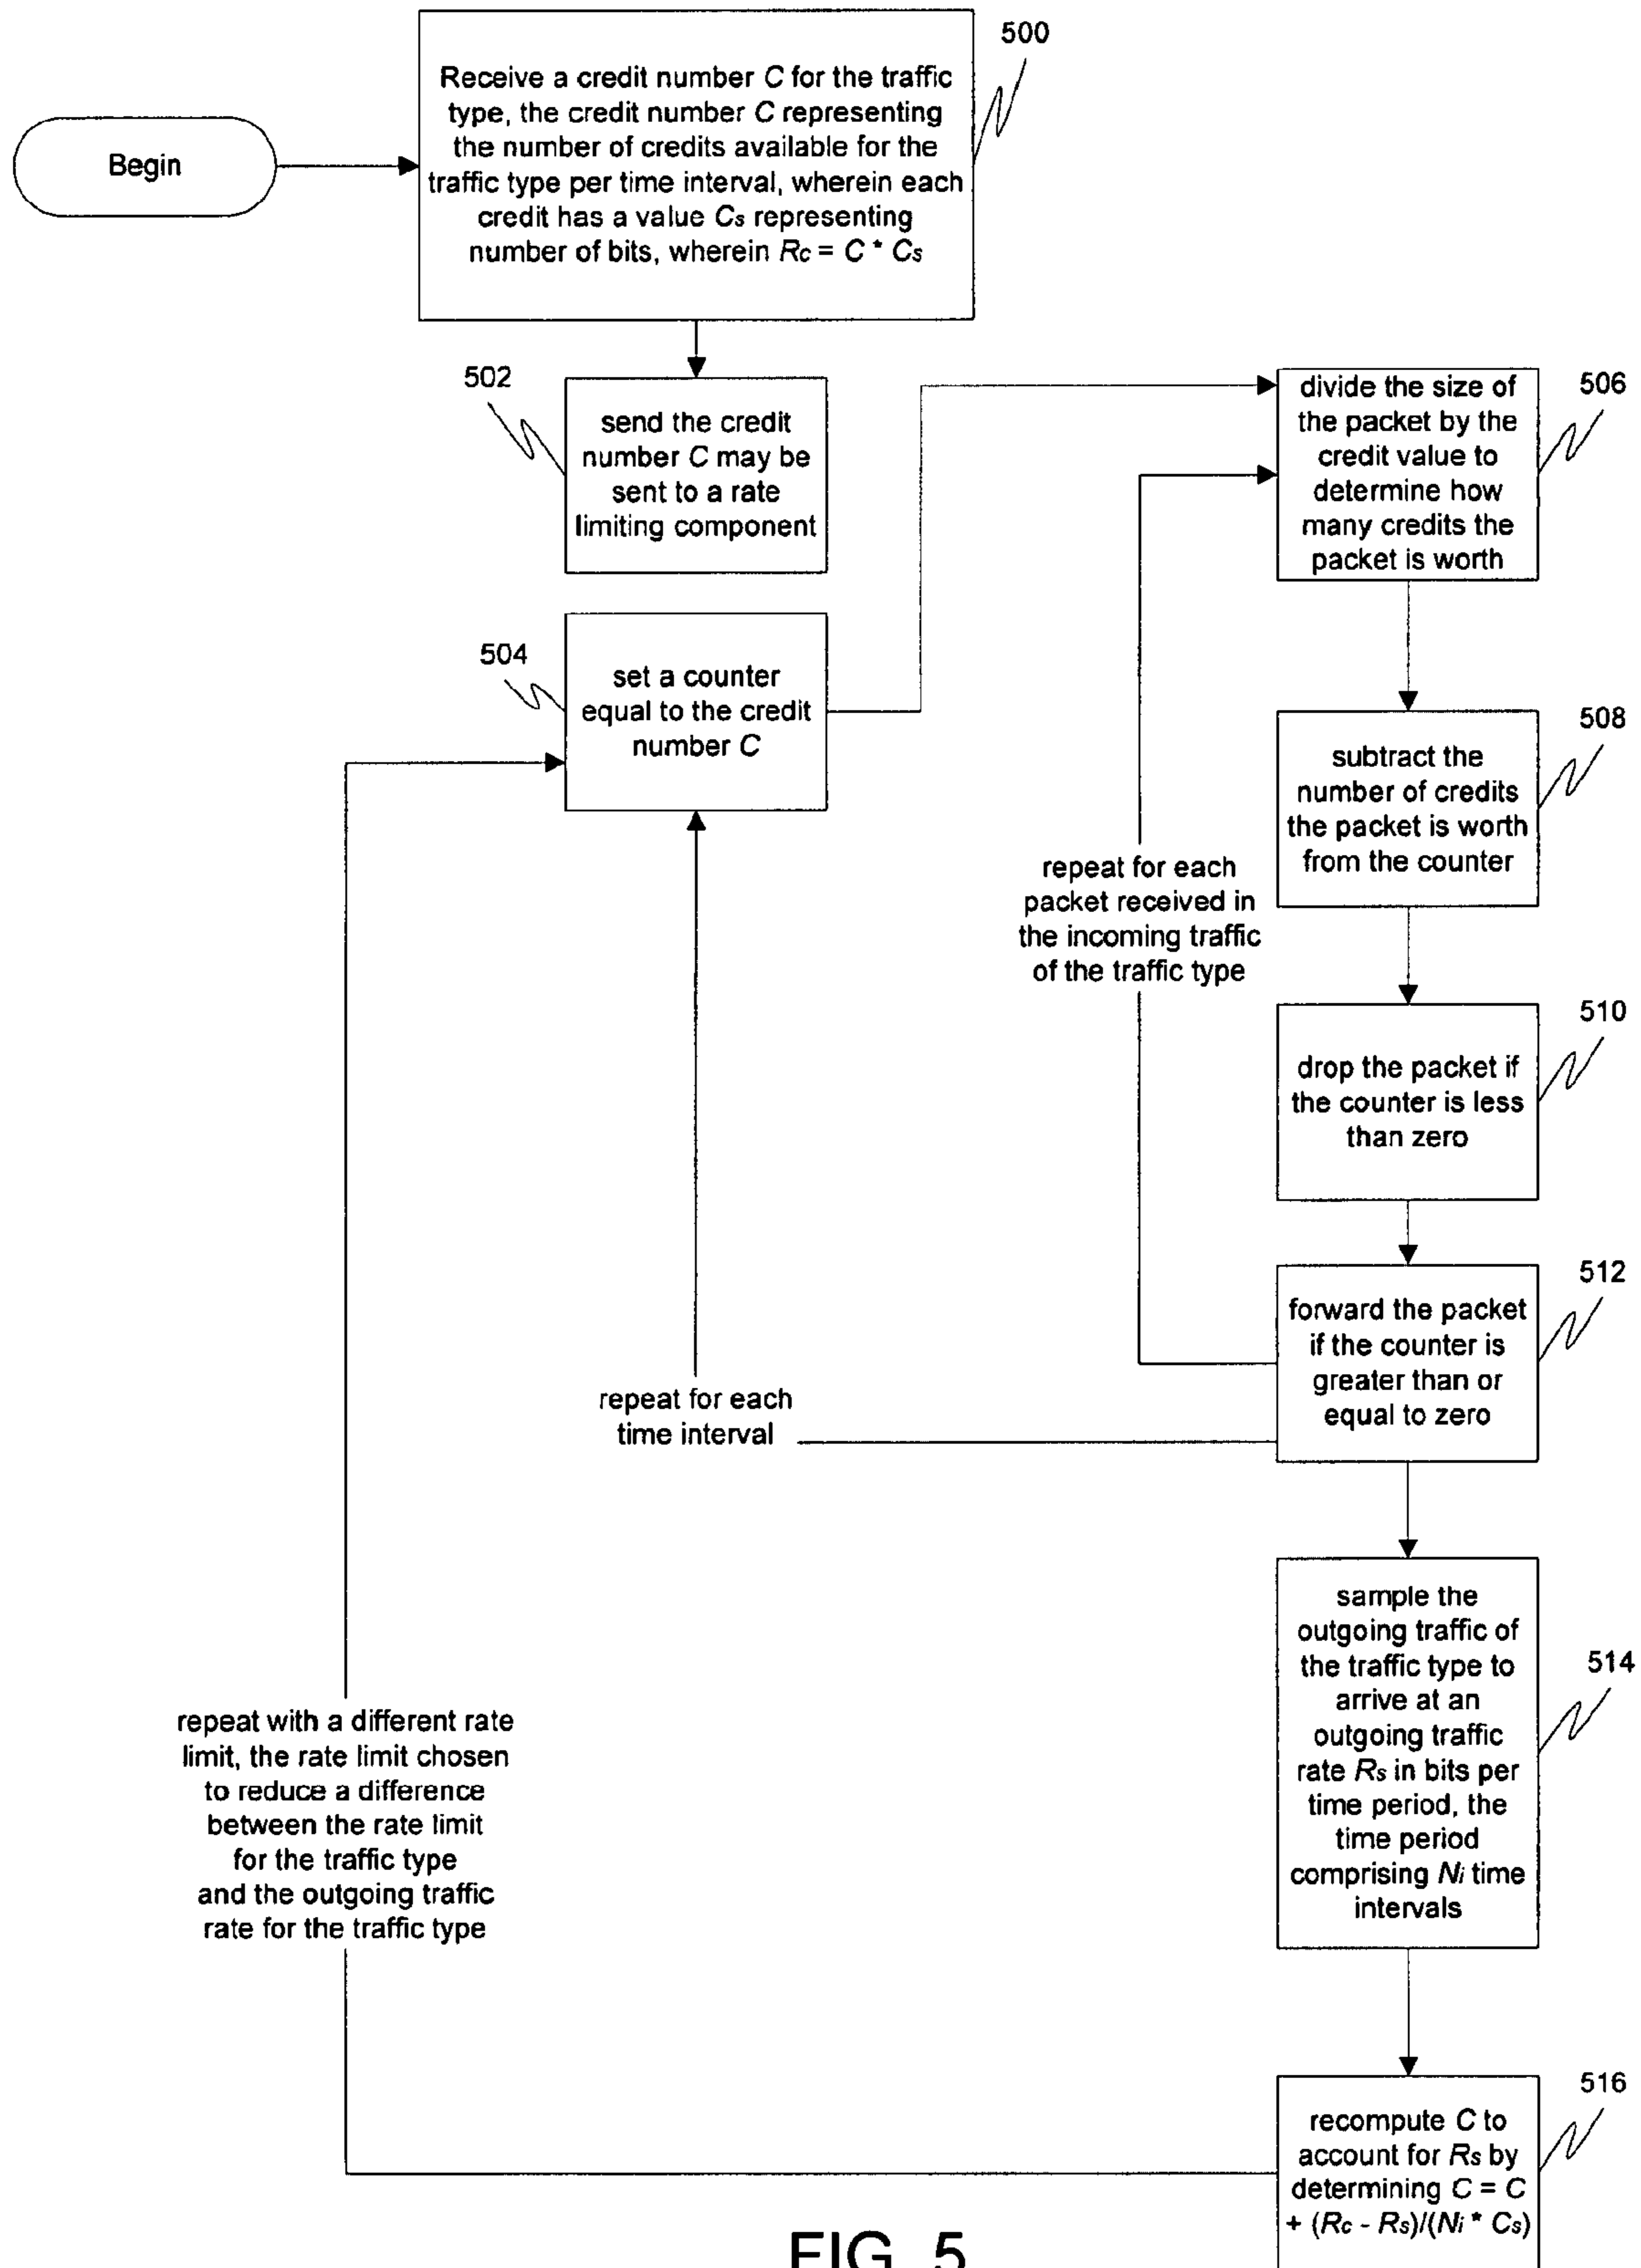 500
Receive a credit number C for the traffic
type, the credit number C representing
the number of credits available for the
traffic type per time interval, wherein each
credit has a value Cs representing
number of bits, wherein Rc = C * Cs
Begin
502
send the credit
number C may be
sent to a rate
limiting component
506
divide the size of
the packet by the
credit value to
determine how
many credits the
packet is worth
504
set a counter
equal to the credit
number C
508
subtract the
number of credits
the packet is worth
from the counter
repeat for each
packet received in
the incoming traffic
of the traffic type
510
drop the packet if
the counter is less
than zero
512
forward the packet
if the counter is
greater than or
equal to zero
repeat for each
time interval
514
sample the
outgoing traffic of
the traffic type to
arrive at an
outgoing traffic
rate Rs in bits per
time period, the
time period
comprising Ni time
intervals
repeat with a different rate
limit, the rate limit chosen
to reduce a difference
between the rate limit
for the traffic type
and the outgoing traffic
rate for the traffic type
516
recompute C to
account for Rs by
determining C = C
+ (Rc - Rs)/(Ni * Cs)
FIG. 5